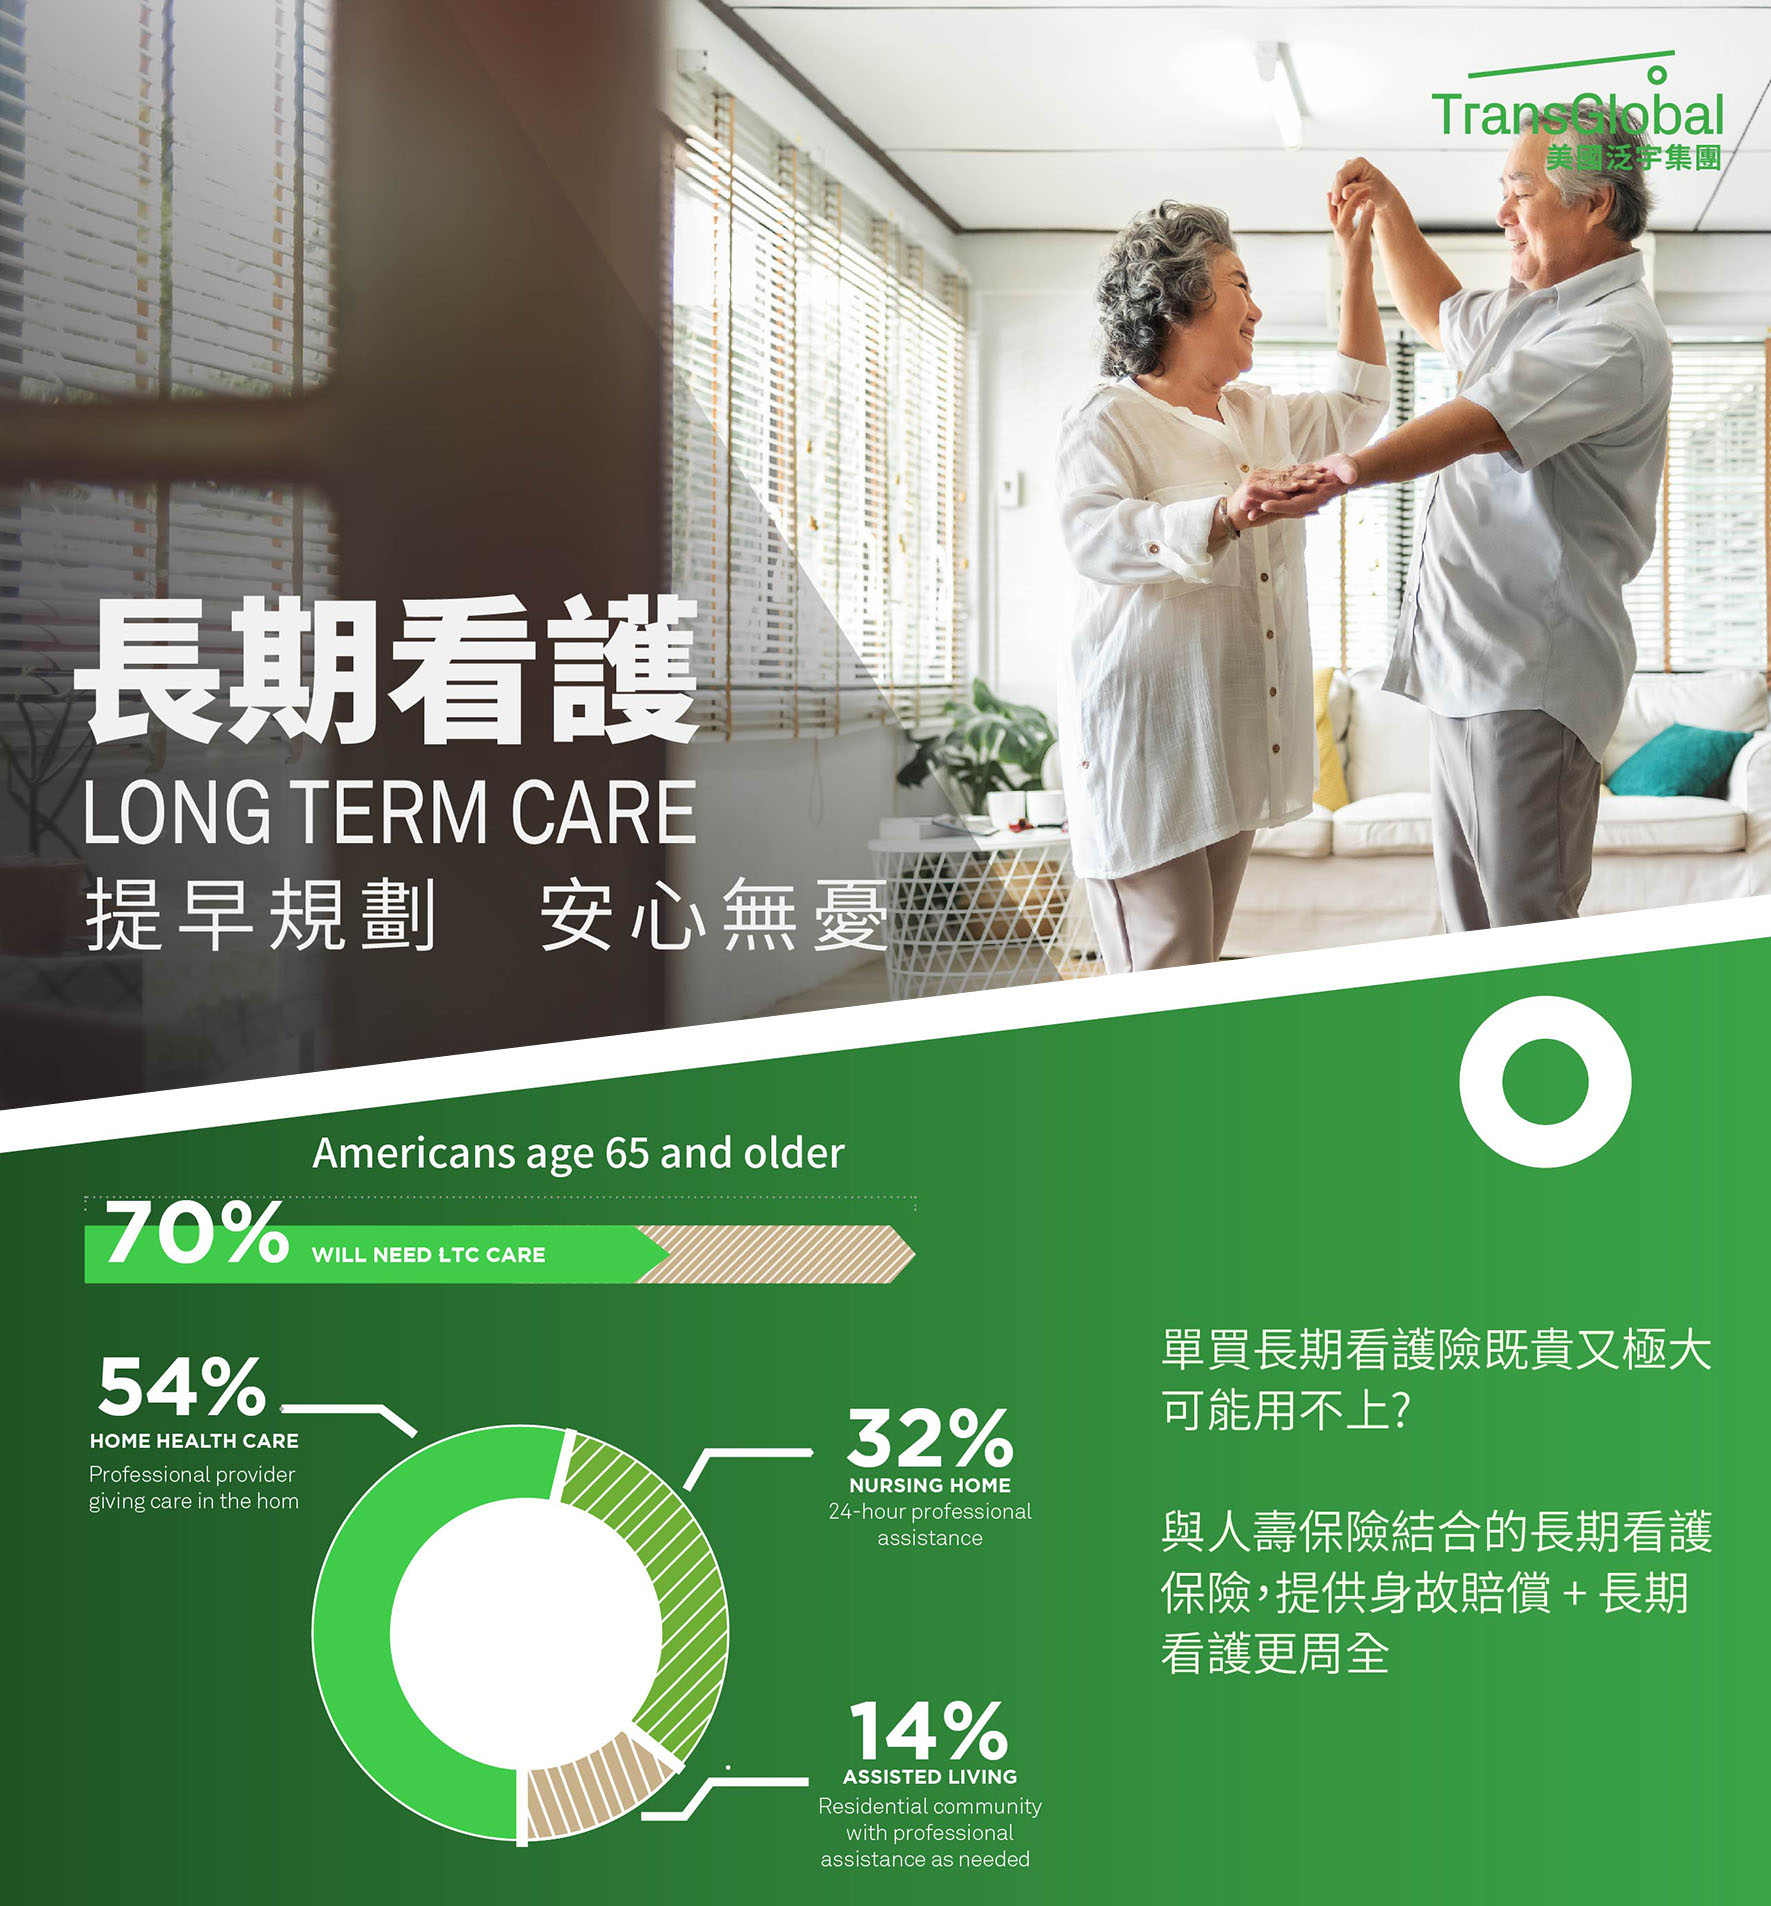 TransGlobal
美國泛宇集團
長期看護
LONG TERM CARE
提早規劃 安心無憂
Americans age 65 and older
70% WILL NEED LTC CARE
54%
HOME HEALTH CARE
Professional provider
giving care in the hom
32%
NURSING HOME
24-hour professional
assistance
14%
ASSISTED LIVING
Residential community
with professional
assistance as needed
單買長期看護險既貴又極大
可能用不上?
與人壽保險結合的長期看護
保險,提供身故賠償 + 長期
看護更周全